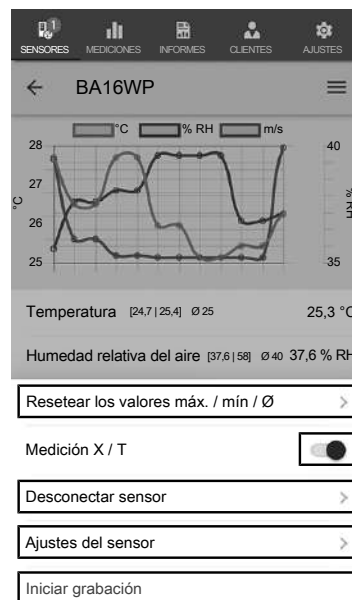 1
SENSORES MEDICIONES INFORMES CLIENTES AJUSTES
BA16WP
°C % RH m/s
28 40
27
°C % RH
26
25 35
Temperatura [24,7 | 25,4] Ø 25 25,3 °C
Humedad relativa del aire [37,6 | 58] Ø 40 37,6 % RH
Resetear los valores máx. / mín / Ø
Medición X / T
Desconectar sensor
Ajustes del sensor
Iniciar grabación